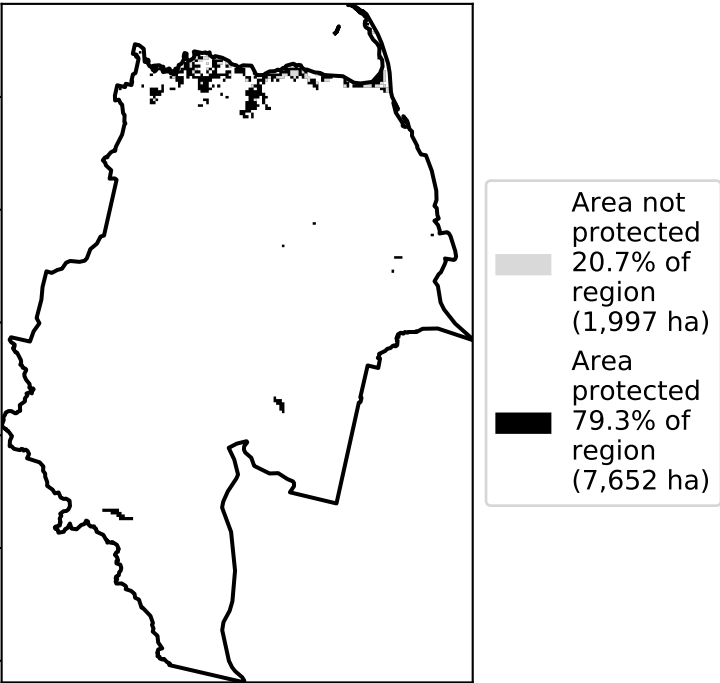 Area not
protected
20.7% of
region
(1,997 ha)
Area
protected
79.3% of
region
(7,652 ha)